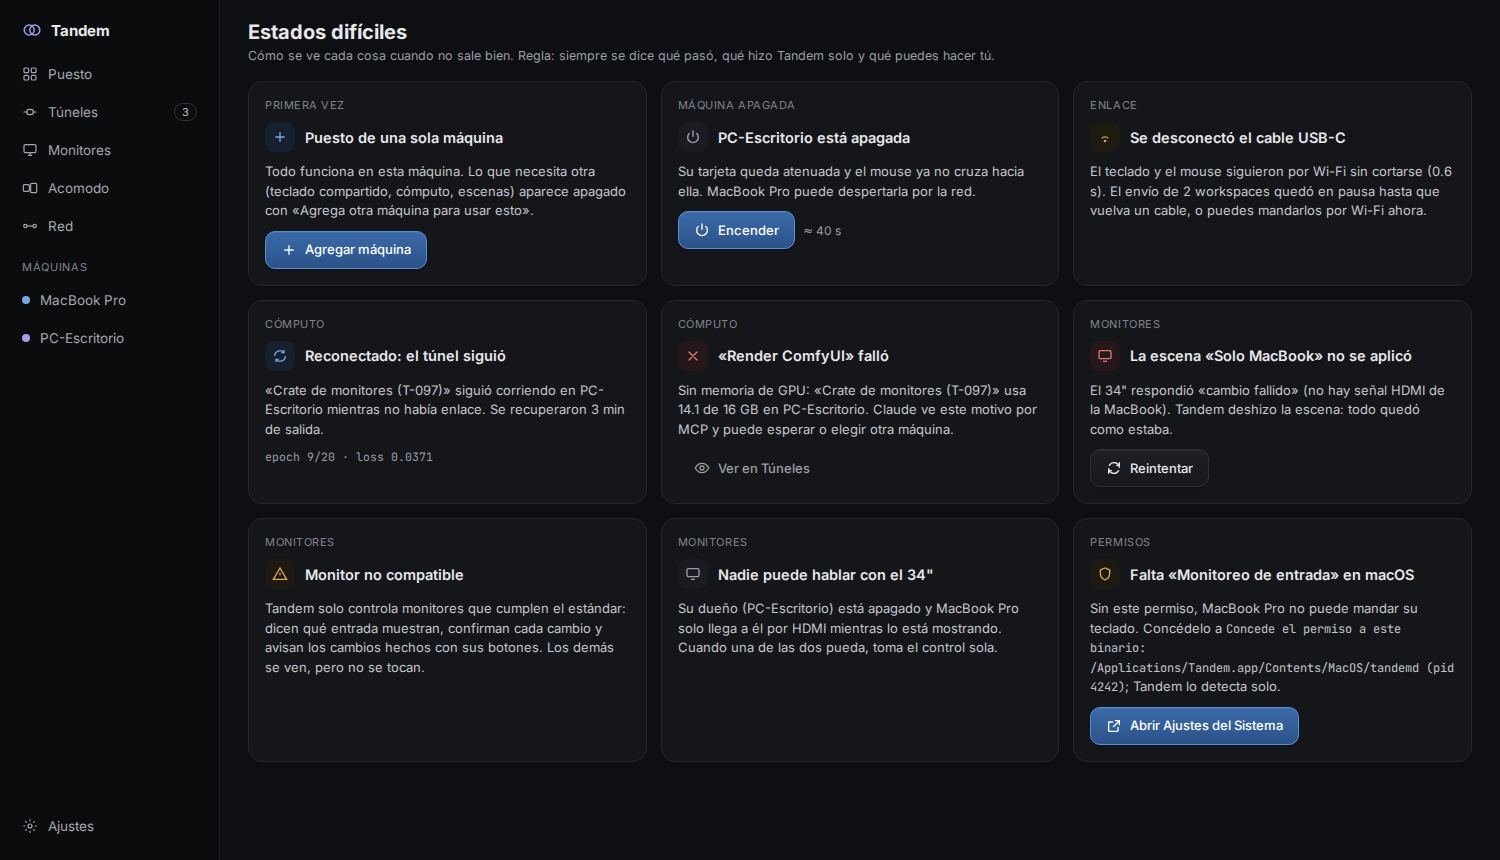 Tandem
Puesto
Túneles
3
Monitores
Acomodo
Red
MÁQUINAS
MacBook Pro
PC-Escritorio
Ajustes
Estados difíciles
Cómo se ve cada cosa cuando no sale bien. Regla: siempre se dice qué pasó, qué hizo Tandem solo y qué puedes hacer tú.
PRIMERA VEZ
Puesto de una sola máquina
Todo funciona en esta máquina. Lo que necesita otra
(teclado compartido, cómputo, escenas) aparece apagado
con «Agrega otra máquina para usar esto».
Agregar máquina
MÁQUINA APAGADA
PC-Escritorio está apagada
Su tarjeta queda atenuada y el mouse ya no cruza hacia
ella. MacBook Pro puede despertarla por la red.
Encender
≈ 40 s
ENLACE
Se desconectó el cable USB-C
El teclado y el mouse siguieron por Wi-Fi sin cortarse (0.6
s). El envío de 2 workspaces quedó en pausa hasta que
vuelva un cable, o puedes mandarlos por Wi-Fi ahora.
CÓMPUTO
Reconectado: el túnel siguió
«Crate de monitores (T-097)» siguió corriendo en PC-
Escritorio mientras no había enlace. Se recuperaron 3 min
de salida.
epoch 9/20 · loss 0.0371
CÓMPUTO
«Render ComfyUI» falló
Sin memoria de GPU: «Crate de monitores (T-097)» usa
14.1 de 16 GB en PC-Escritorio. Claude ve este motivo por
MCP y puede esperar o elegir otra máquina.
Ver en Túneles
MONITORES
La escena «Solo MacBook» no se aplicó
El 34" respondió «cambio fallido» (no hay señal HDMI de
la MacBook). Tandem deshizo la escena: todo quedó
como estaba.
Reintentar
MONITORES
Monitor no compatible
Tandem solo controla monitores que cumplen el estándar:
dicen qué entrada muestran, confirman cada cambio y
avisan los cambios hechos con sus botones. Los demás
se ven, pero no se tocan.
MONITORES
Nadie puede hablar con el 34"
Su dueño (PC-Escritorio) está apagado y MacBook Pro
solo llega a él por HDMI mientras lo está mostrando.
Cuando una de las dos pueda, toma el control sola.
PERMISOS
Falta «Monitoreo de entrada» en macOS
Sin este permiso, MacBook Pro no puede mandar su
teclado. Concédelo a Concede el permiso a este
binario:
/Applications/Tandem.app/Contents/MacOS/tandemd (pid
4242); Tandem lo detecta solo.
Abrir Ajustes del Sistema